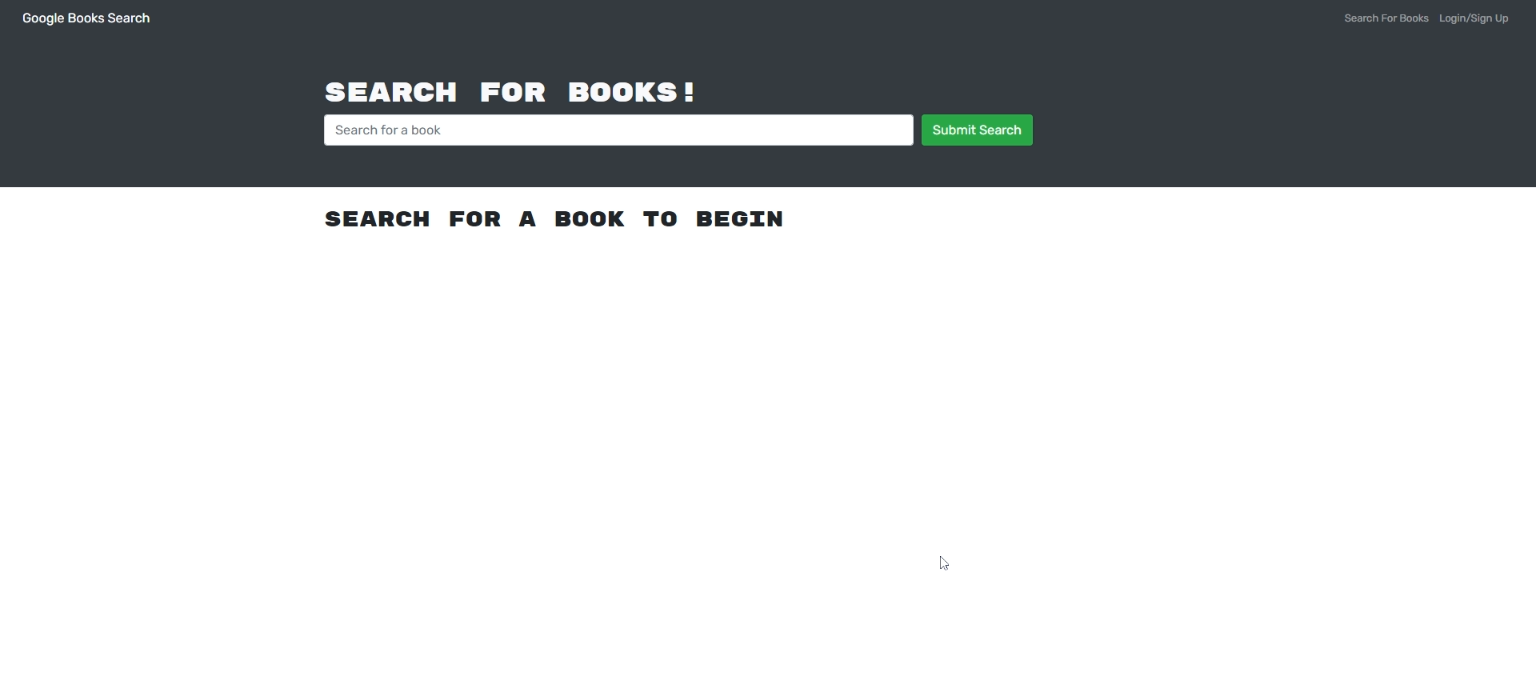 Google Books Search
Search For Books
Login/Sign Up
SEARCH FOR BOOKS!
Search for a book
Submit Search
SEARCH FOR A BOOK TO BEGIN